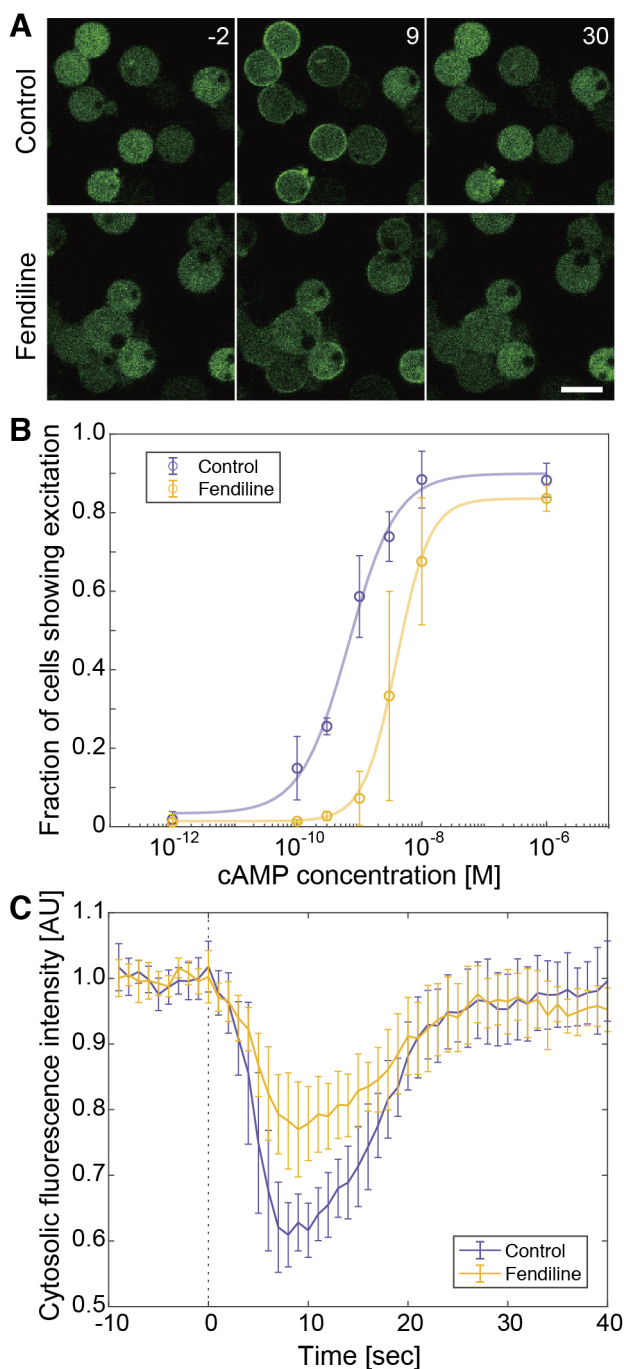 A
-2 9 30
Control
Fendiline
B
1.0
0.8
0.6
0.4
0.2
0
Fraction of cells showing excitation
Control
Fendiline
10⁻¹² 10⁻¹⁰ 10⁻⁸ 10⁻⁶
cAMP concentration [M]
C
1.1
1.0
0.9
0.8
0.7
0.6
0.5
Cytosolic fluorescence intensity [AU]
Control
Fendiline
-10 0 10 20 30 40
Time [sec]